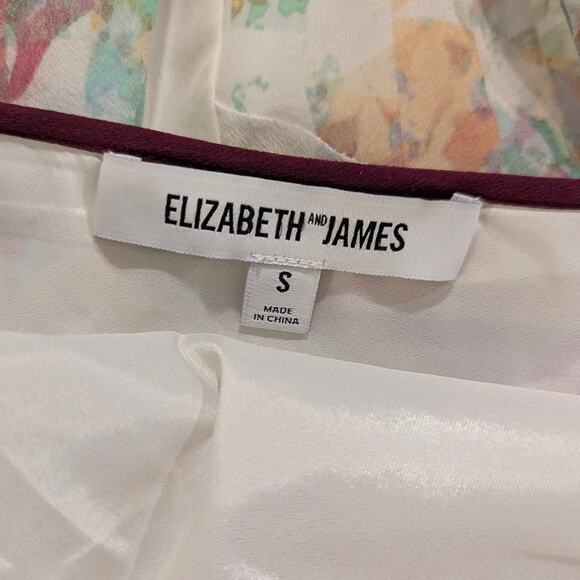 ELIZABETH AND JAMES
S
MADE
IN CHINA